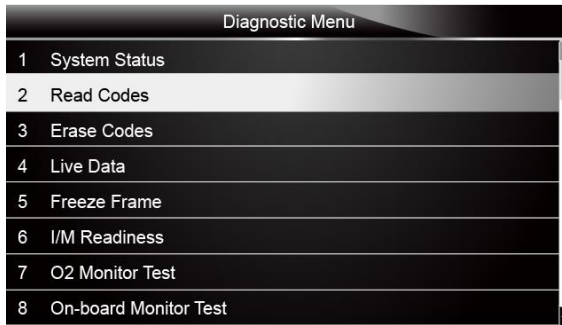 Diagnostic Menu
1 System Status
2 Read Codes
3 Erase Codes
4 Live Data
5 Freeze Frame
6 I/M Readiness
7 O2 Monitor Test
8 On-board Monitor Test